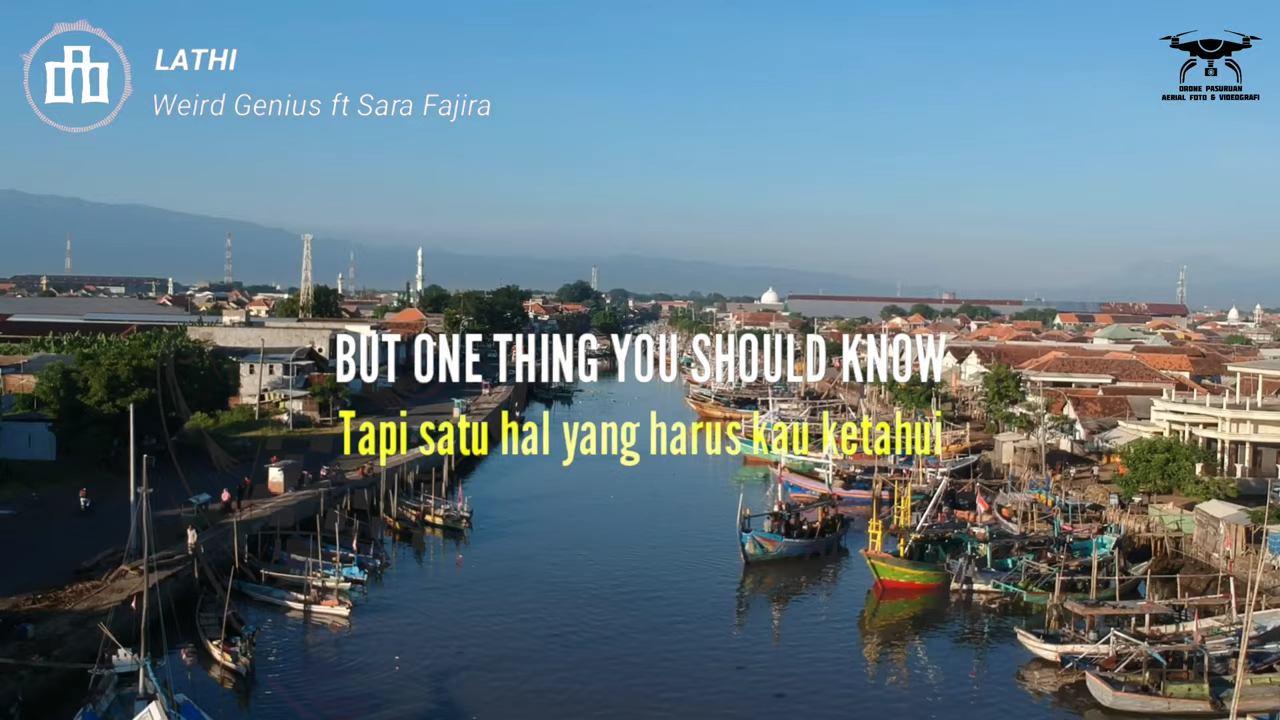 LATHI
Weird Genius ft Sara Fajira
DRONE PASURUAN
AERIAL FOTO & VIDEOGRAFI
BUT ONE THING YOU SHOULD KNOW
Tapi satu hal yang harus kau ketahui